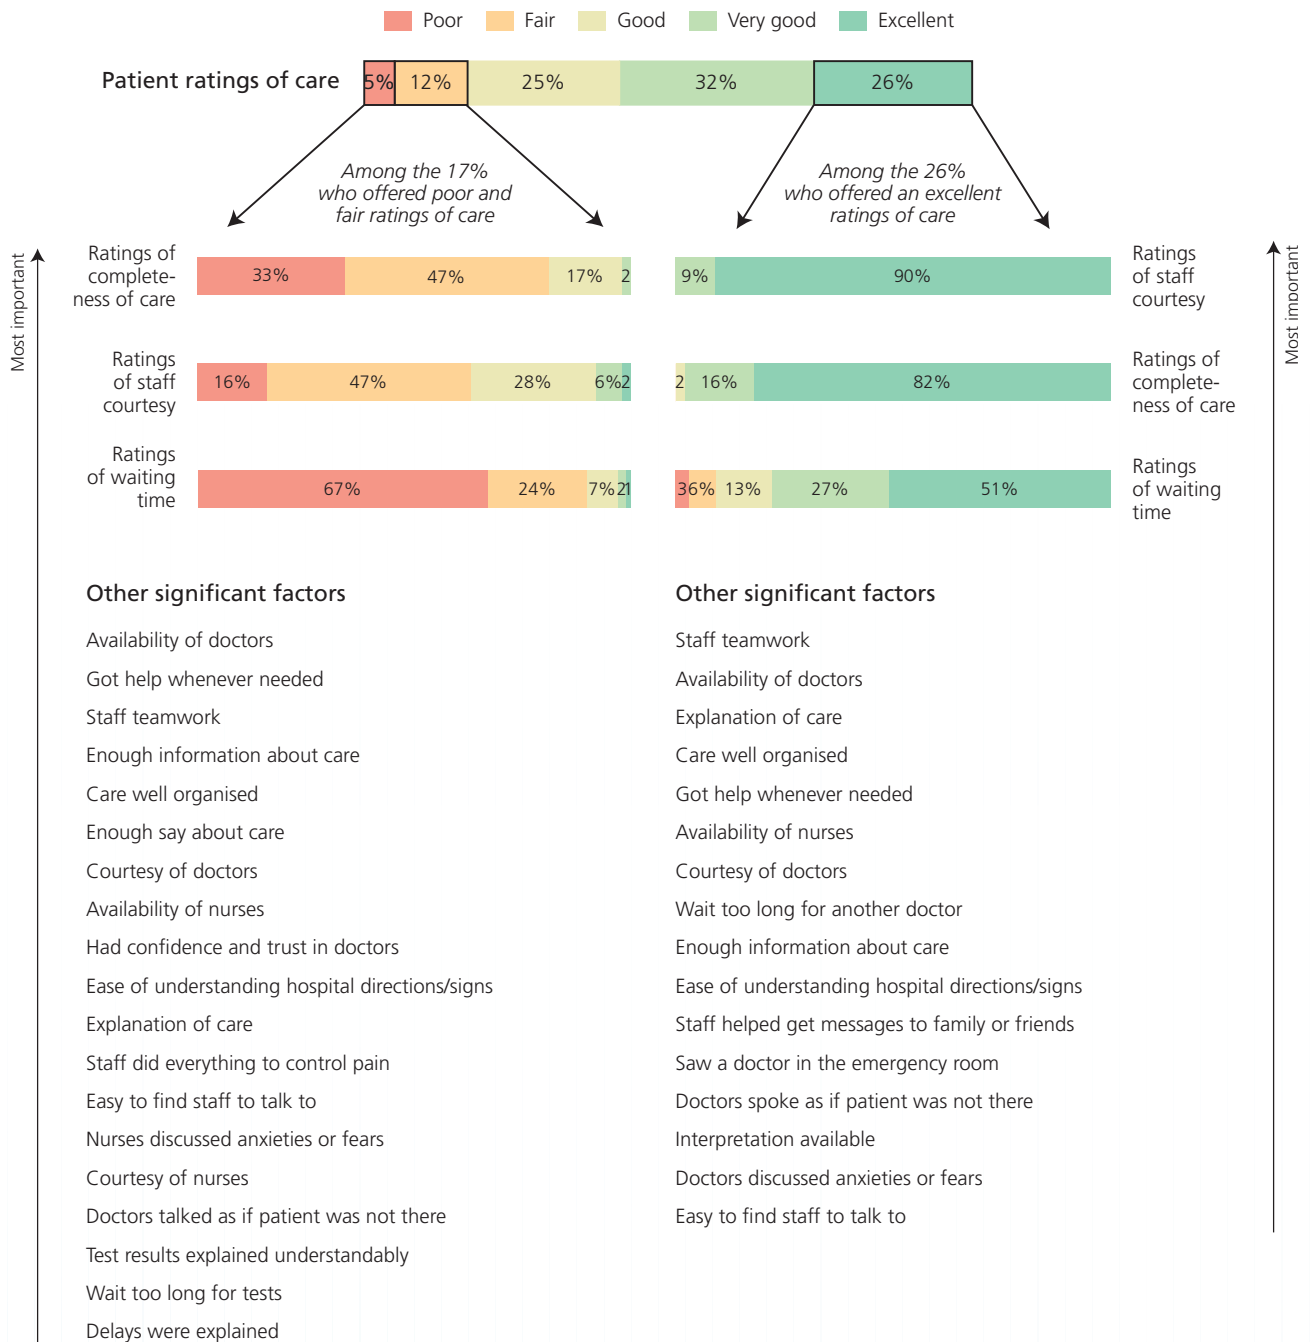 Poor Fair Good Very good Excellent
Patient ratings of care 5% 12% 25% 32% 26%
Among the 17%
who offered poor and
fair ratings of care
Among the 26%
who offered an excellent
ratings of care
Most important
Ratings of
complete-
ness of care
33% 47% 17% 2
Ratings
of staff
courtesy
16% 47% 28% 6% 2
Ratings
of waiting
time
67% 24% 7% 2 1
9% 90%
Ratings
of staff
courtesy
2 16% 82%
Ratings of
complete-
ness of care
3 6% 13% 27% 51%
Ratings
of waiting
time
Most important
Other significant factors
Availability of doctors
Got help whenever needed
Staff teamwork
Enough information about care
Care well organised
Enough say about care
Courtesy of doctors
Availability of nurses
Had confidence and trust in doctors
Ease of understanding hospital directions/signs
Explanation of care
Staff did everything to control pain
Easy to find staff to talk to
Nurses discussed anxieties or fears
Courtesy of nurses
Doctors talked as if patient was not there
Test results explained understandably
Wait too long for tests
Delays were explained
Other significant factors
Staff teamwork
Availability of doctors
Explanation of care
Care well organised
Got help whenever needed
Availability of nurses
Courtesy of doctors
Wait too long for another doctor
Enough information about care
Ease of understanding hospital directions/signs
Staff helped get messages to family or friends
Saw a doctor in the emergency room
Doctors spoke as if patient was not there
Interpretation available
Doctors discussed anxieties or fears
Easy to find staff to talk to